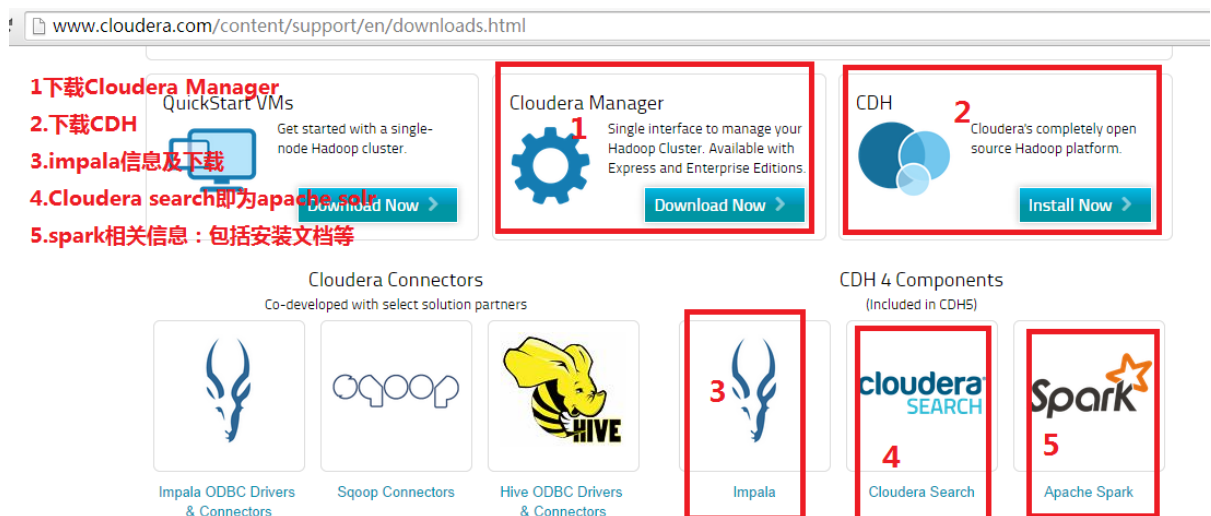 www.cloudera.com/content/support/en/downloads.html
1下载Cloudera Manager
2.下载CDH
3.impala信息及下载
4.Cloudera search即为apache solr
5.spark相关信息：包括安装文档等
QuickStart VMs
Get started with a single-
node Hadoop cluster.
Download Now
Cloudera Manager
1
Single interface to manage your
Hadoop Cluster. Available with
Express and Enterprise Editions.
Download Now
CDH
2
Cloudera's completely open
source Hadoop platform.
Install Now
Cloudera Connectors
Co-developed with select solution partners
CDH 4 Components
(Included in CDH5)
sqoop
HIVE
3
cloudera
SEARCH
4
Spark
5
Impala ODBC Drivers
& Connectors
Sqoop Connectors
Hive ODBC Drivers
& Connectors
Impala
Cloudera Search
Apache Spark